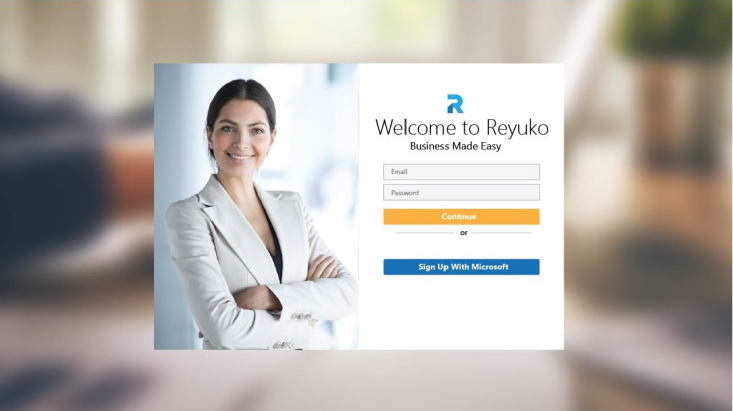 Welcome to Reyuko
Business Made Easy
Email
Password
Continue
or
Sign Up With Microsoft